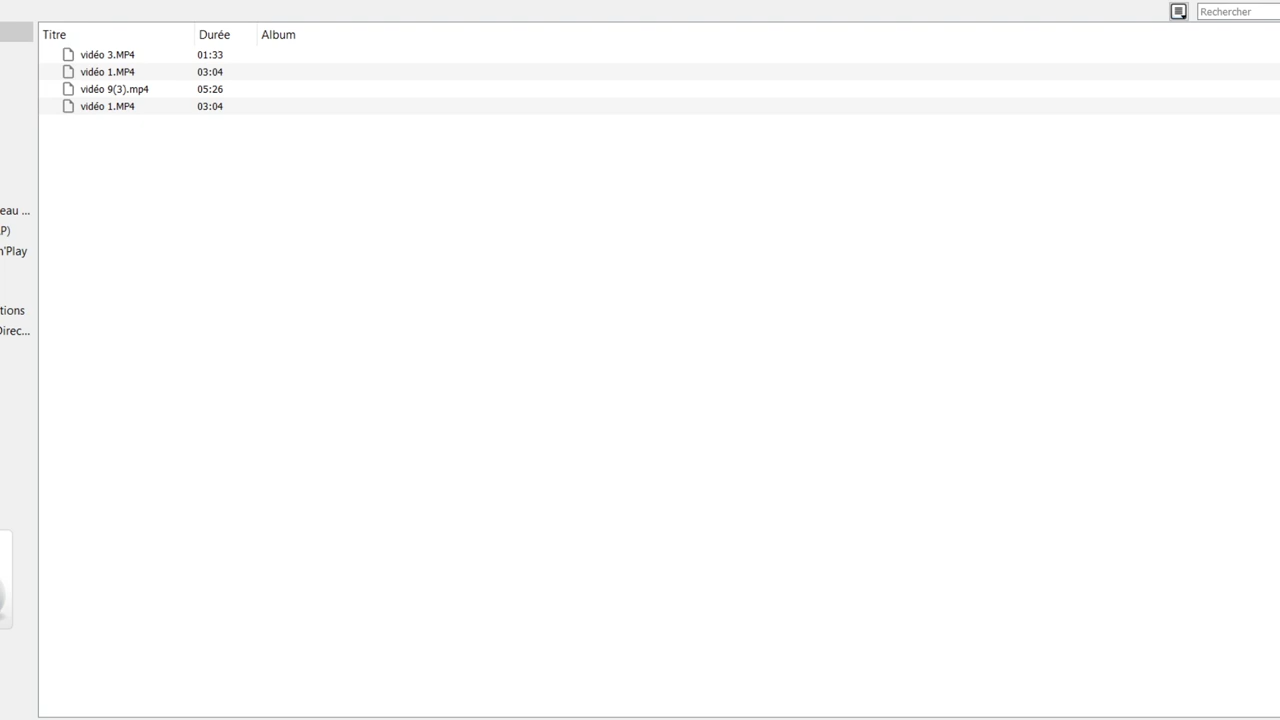 Rechercher
Titre Durée Album
vidéo 3.MP4 01:33
vidéo 1.MP4 03:04
vidéo 9(3).mp4 05:26
vidéo 1.MP4 03:04
eau ...
P)
n'Play
tions
Direc...